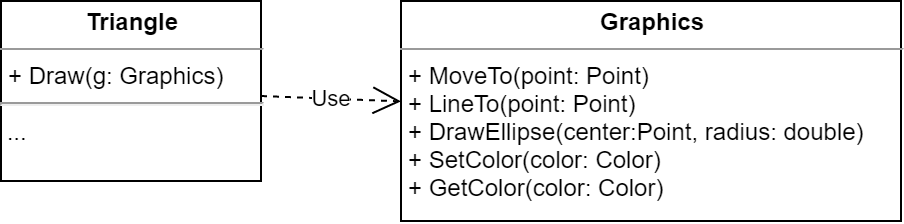 Triangle
+ Draw(g: Graphics)
...
Use
Graphics
+ MoveTo(point: Point)
+ LineTo(point: Point)
+ DrawEllipse(center:Point, radius: double)
+ SetColor(color: Color)
+ GetColor(color: Color)